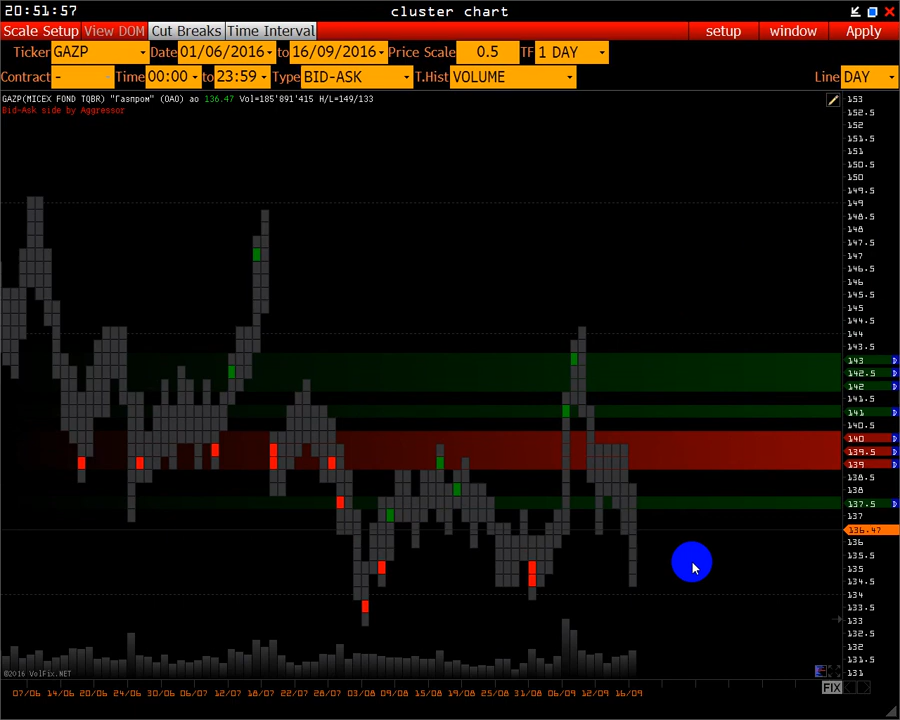 20:51:57
cluster chart
Scale Setup View DOM Cut Breaks Time Interval setup window Apply
Ticker GAZP Date 01/06/2016 to 16/09/2016 Price Scale 0.5 TF 1 DAY
Contract - Time 00:00 to 23:59 Type BID-ASK T.Hist VOLUME Line DAY
GAZP(MICEX FOND TQBR) "Газпром" (ОАО) ао 136.47 Vol=185'891'415 H/L=149/133
Bid-Ask side by Aggressor
153
152.5
152
151.5
151
150.5
150
149.5
149
148.5
148
147.5
147
146.5
146
145.5
145
144.5
144
143.5
143 D
142.5 D
142 D
141.5
141 D
140.5
140 D
139.5 D
139 D
138.5
138
137.5 D
137
136.47
136
135.5
135
134.5
134
133.5
133
132.5
132
131.5
131
©2016 VolFix.NET
FIX
07/06 14/06 20/06 24/06 30/06 06/07 12/07 18/07 22/07 28/07 03/08 09/08 15/08 19/08 25/08 31/08 06/09 12/09 16/09